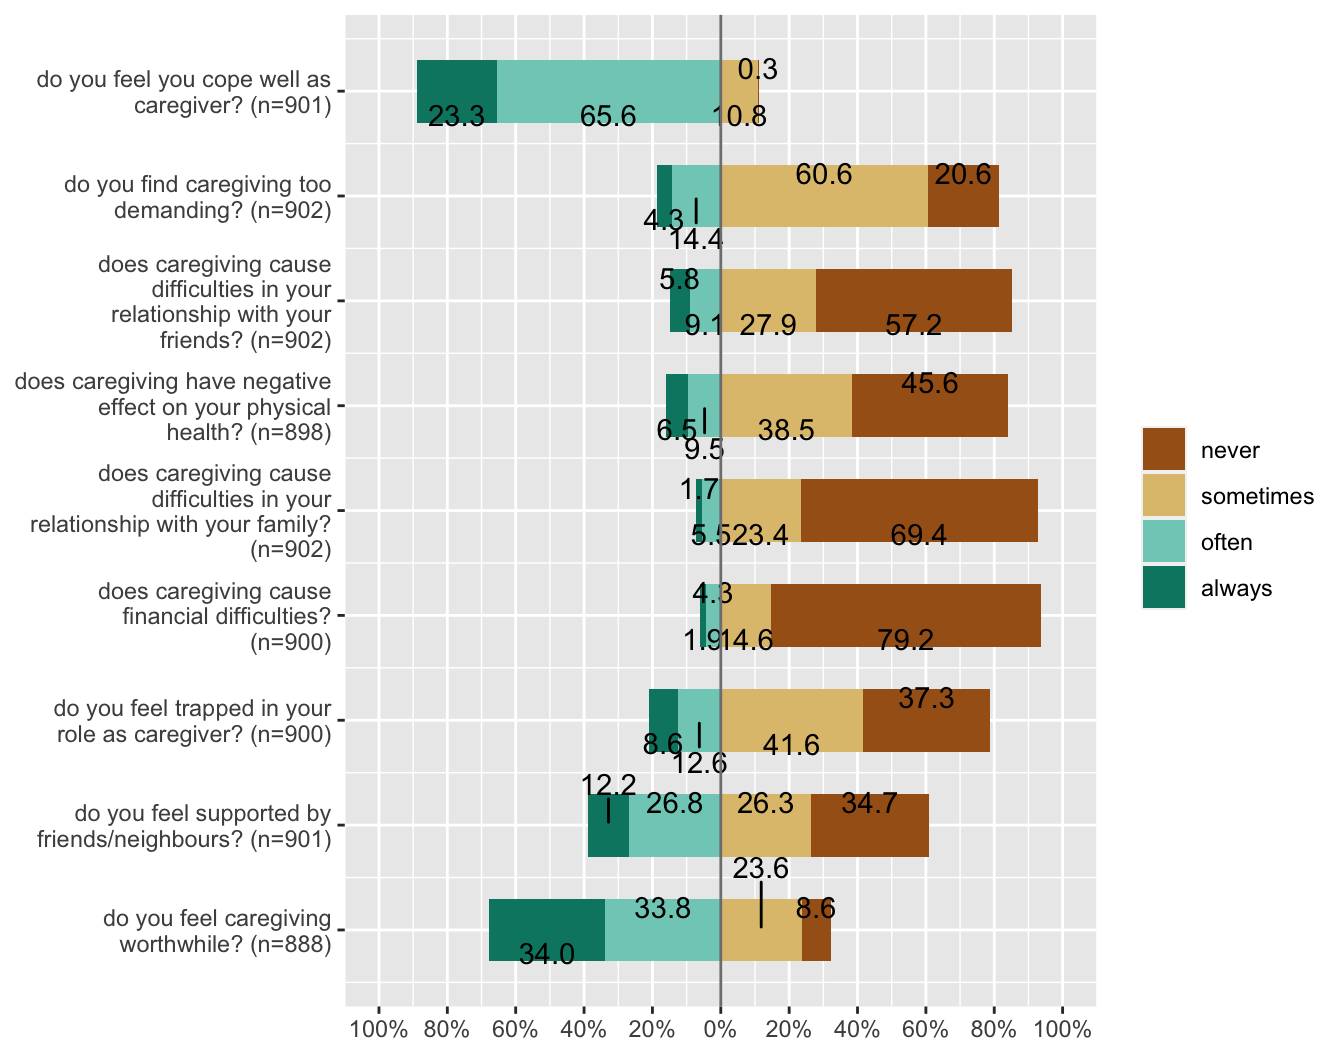 do you feel you cope well as
caregiver? (n=901)
0.3
23.3
65.6
10.8
do you find caregiving too
demanding? (n=902)
60.6
20.6
4.3
14.4
does caregiving cause
difficulties in your
relationship with your
friends? (n=902)
5.8
9.1
27.9
57.2
does caregiving have negative
effect on your physical
health? (n=898)
45.6
6.5
38.5
9.5
does caregiving cause
difficulties in your
relationship with your family?
(n=902)
1.7
5.5
23.4
69.4
does caregiving cause
financial difficulties?
(n=900)
4.3
1.9
14.6
79.2
do you feel trapped in your
role as caregiver? (n=900)
37.3
8.6
41.6
12.6
do you feel supported by
friends/neighbours? (n=901)
12.2
26.8
26.3
34.7
do you feel caregiving
worthwhile? (n=888)
23.6
33.8
8.6
34.0
100%
80%
60%
40%
20%
0%
20%
40%
60%
80%
100%
never
sometimes
often
always